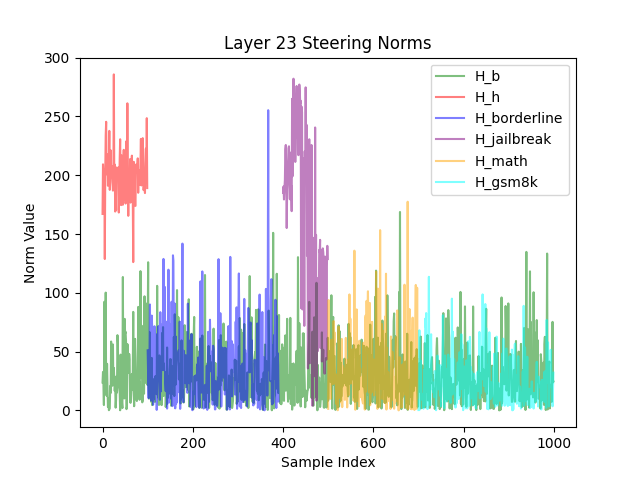 Layer 23 Steering Norms
Norm Value
300
250
200
150
100
50
0
0 200 400 600 800 1000
Sample Index
H_b
H_h
H_borderline
H_jailbreak
H_math
H_gsm8k